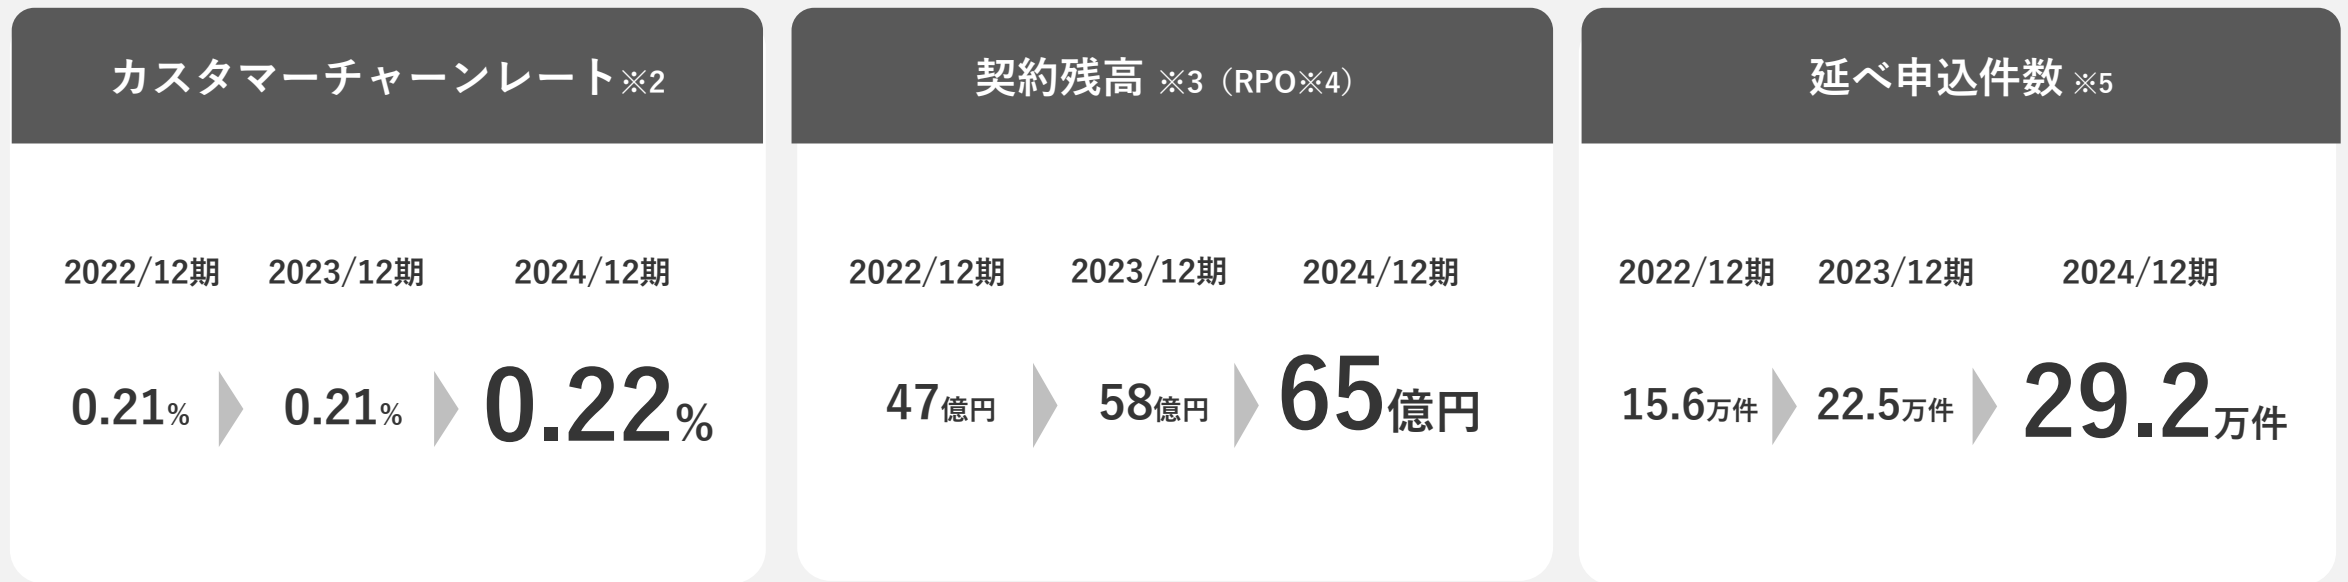 カスタマーチャーンレート※2
2022/12期 2023/12期 2024/12期
0.21% 0.21% 0.22%
契約残高 ※3（RPO※4）
2022/12期 2023/12期 2024/12期
47億円 58億円 65億円
延べ申込件数 ※5
2022/12期 2023/12期 2024/12期
15.6万件 22.5万件 29.2万件